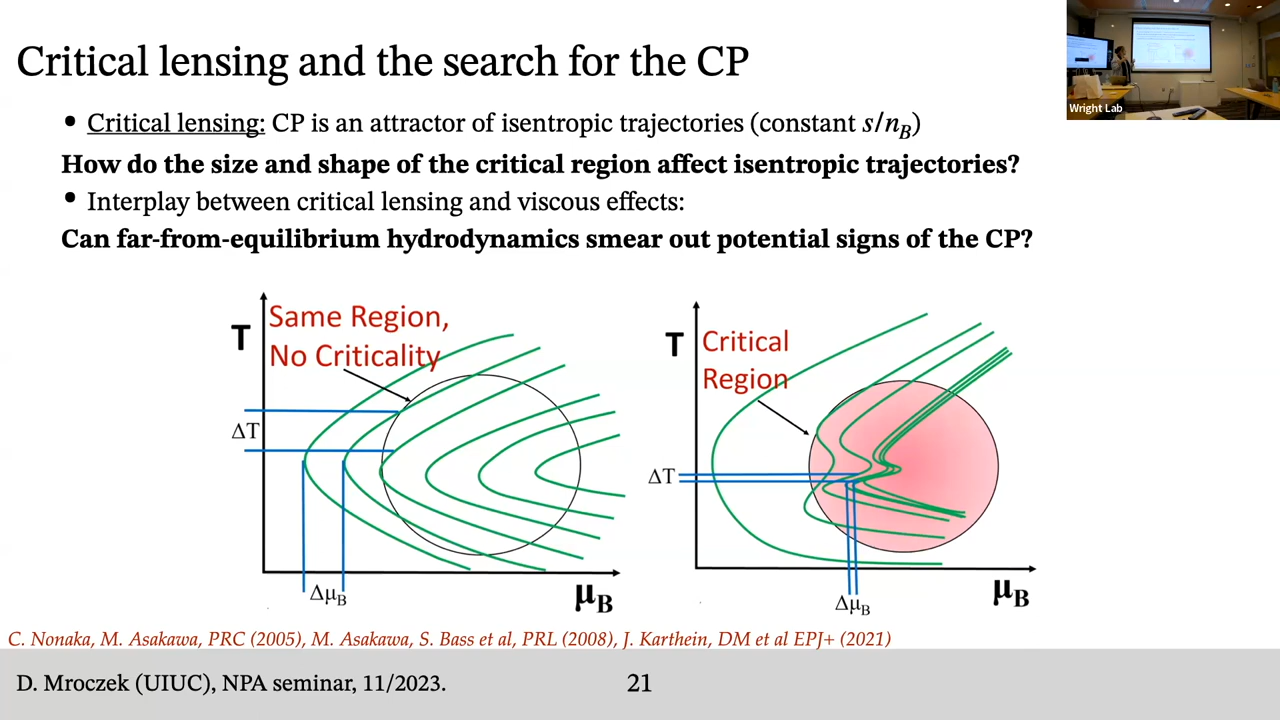 Critical lensing and the search for the CP
• Critical lensing: CP is an attractor of isentropic trajectories (constant s/n_B)
How do the size and shape of the critical region affect isentropic trajectories?
• Interplay between critical lensing and viscous effects:
Can far-from-equilibrium hydrodynamics smear out potential signs of the CP?
T
Same Region,
No Criticality
ΔT
Δμ_B
μ_B
T
Critical
Region
ΔT
Δμ_B
μ_B
C. Nonaka, M. Asakawa, PRC (2005), M. Asakawa, S. Bass et al, PRL (2008), J. Karthein, DM et al EPJ+ (2021)
D. Mroczek (UIUC), NPA seminar, 11/2023.
21
Wright Lab